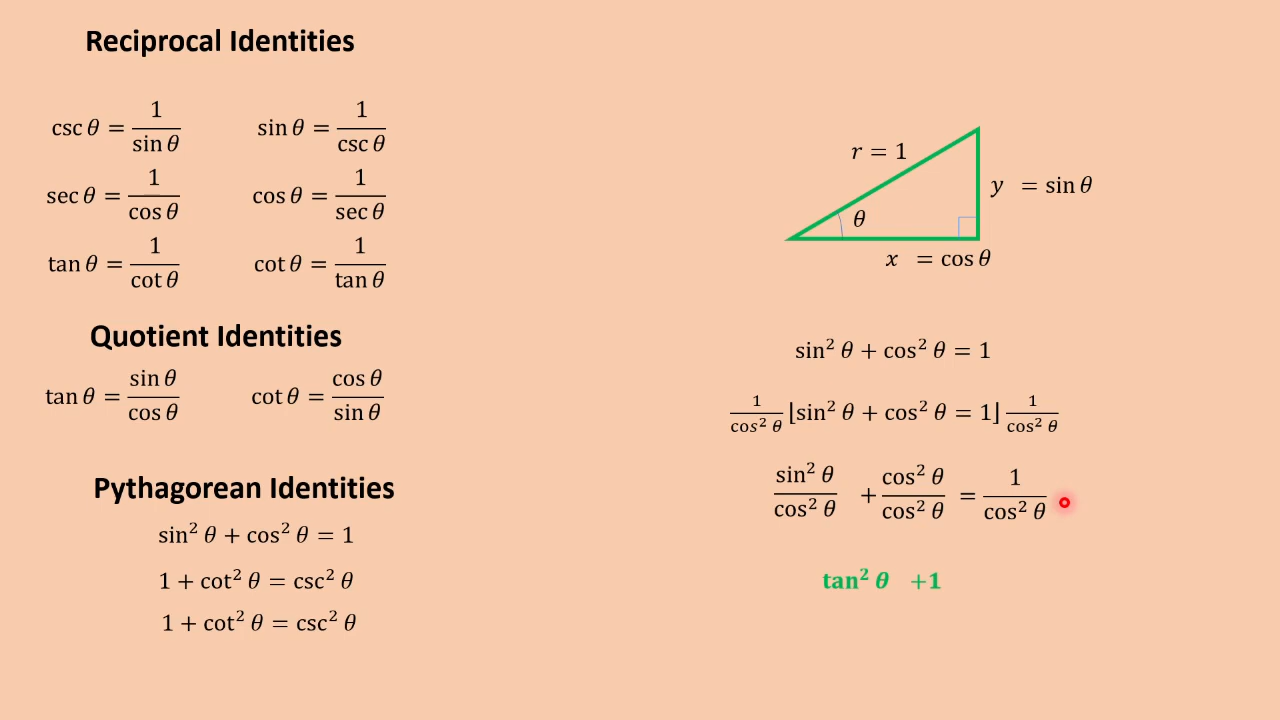 Reciprocal Identities
csc θ = 1/sin θ    sin θ = 1/csc θ
sec θ = 1/cos θ    cos θ = 1/sec θ
tan θ = 1/cot θ    cot θ = 1/tan θ
Quotient Identities
tan θ = sin θ/cos θ    cot θ = cos θ/sin θ
Pythagorean Identities
sin² θ + cos² θ = 1
1 + cot² θ = csc² θ
1 + cot² θ = csc² θ
r = 1
y = sin θ
θ
x = cos θ
sin² θ + cos² θ = 1
1/cos² θ ⌊sin² θ + cos² θ = 1⌋ 1/cos² θ
sin² θ/cos² θ + cos² θ/cos² θ = 1/cos² θ
tan² θ +1